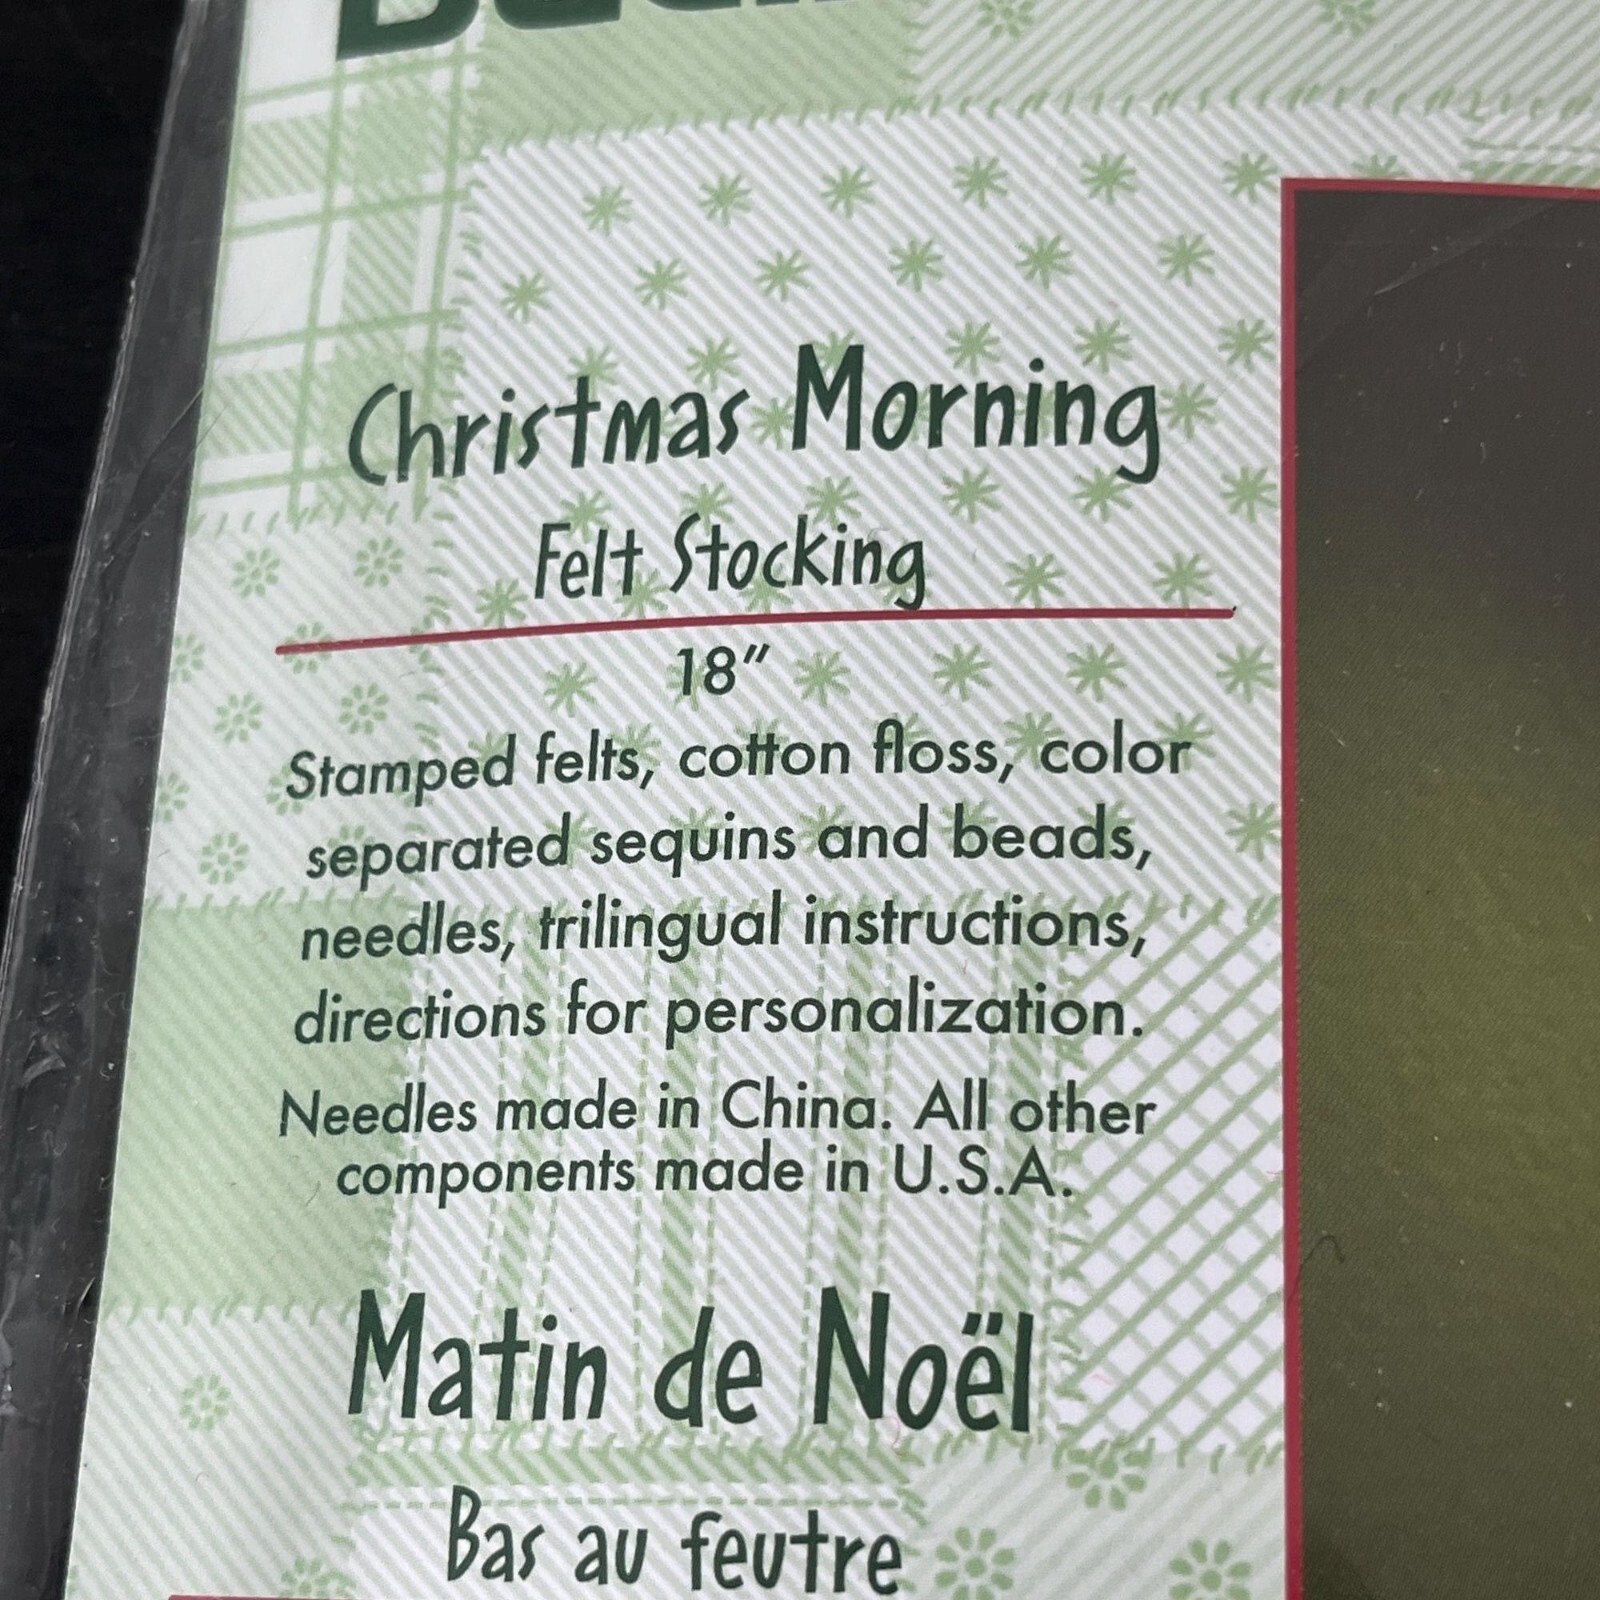 Christmas Morning
Felt Stocking
18"
Stamped felts, cotton floss, color
separated sequins and beads,
needles, trilingual instructions,
directions for personalization.
Needles made in China. All other
components made in U.S.A.
Matin de Noël
Bas au feutre